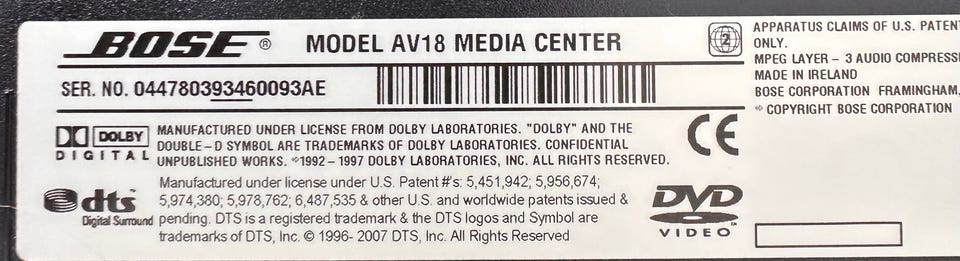 BOSE® MODEL AV18 MEDIA CENTER
SER. NO. 044780393460093AE
DOLBY DIGITAL
MANUFACTURED UNDER LICENSE FROM DOLBY LABORATORIES. "DOLBY" AND THE
DOUBLE-D SYMBOL ARE TRADEMARKS OF DOLBY LABORATORIES. CONFIDENTIAL
UNPUBLISHED WORKS. ©1992-1997 DOLBY LABORATORIES, INC. ALL RIGHTS RESERVED.
CE
dts
Digital Surround
Manufactured under license under U.S. Patent #'s: 5,451,942; 5,956,674;
5,974,380; 5,978,762; 6,487,535 & other U.S. and worldwide patents issued &
pending. DTS is a registered trademark & the DTS logos and Symbol are
trademarks of DTS, Inc. © 1996- 2007 DTS, Inc. All Rights Reserved
DVD
VIDEO™
2
APPARATUS CLAIMS OF U.S. PATENT
ONLY.
MPEG LAYER – 3 AUDIO COMPRESSI
MADE IN IRELAND
BOSE CORPORATION FRAMINGHAM,
© COPYRIGHT BOSE CORPORATION